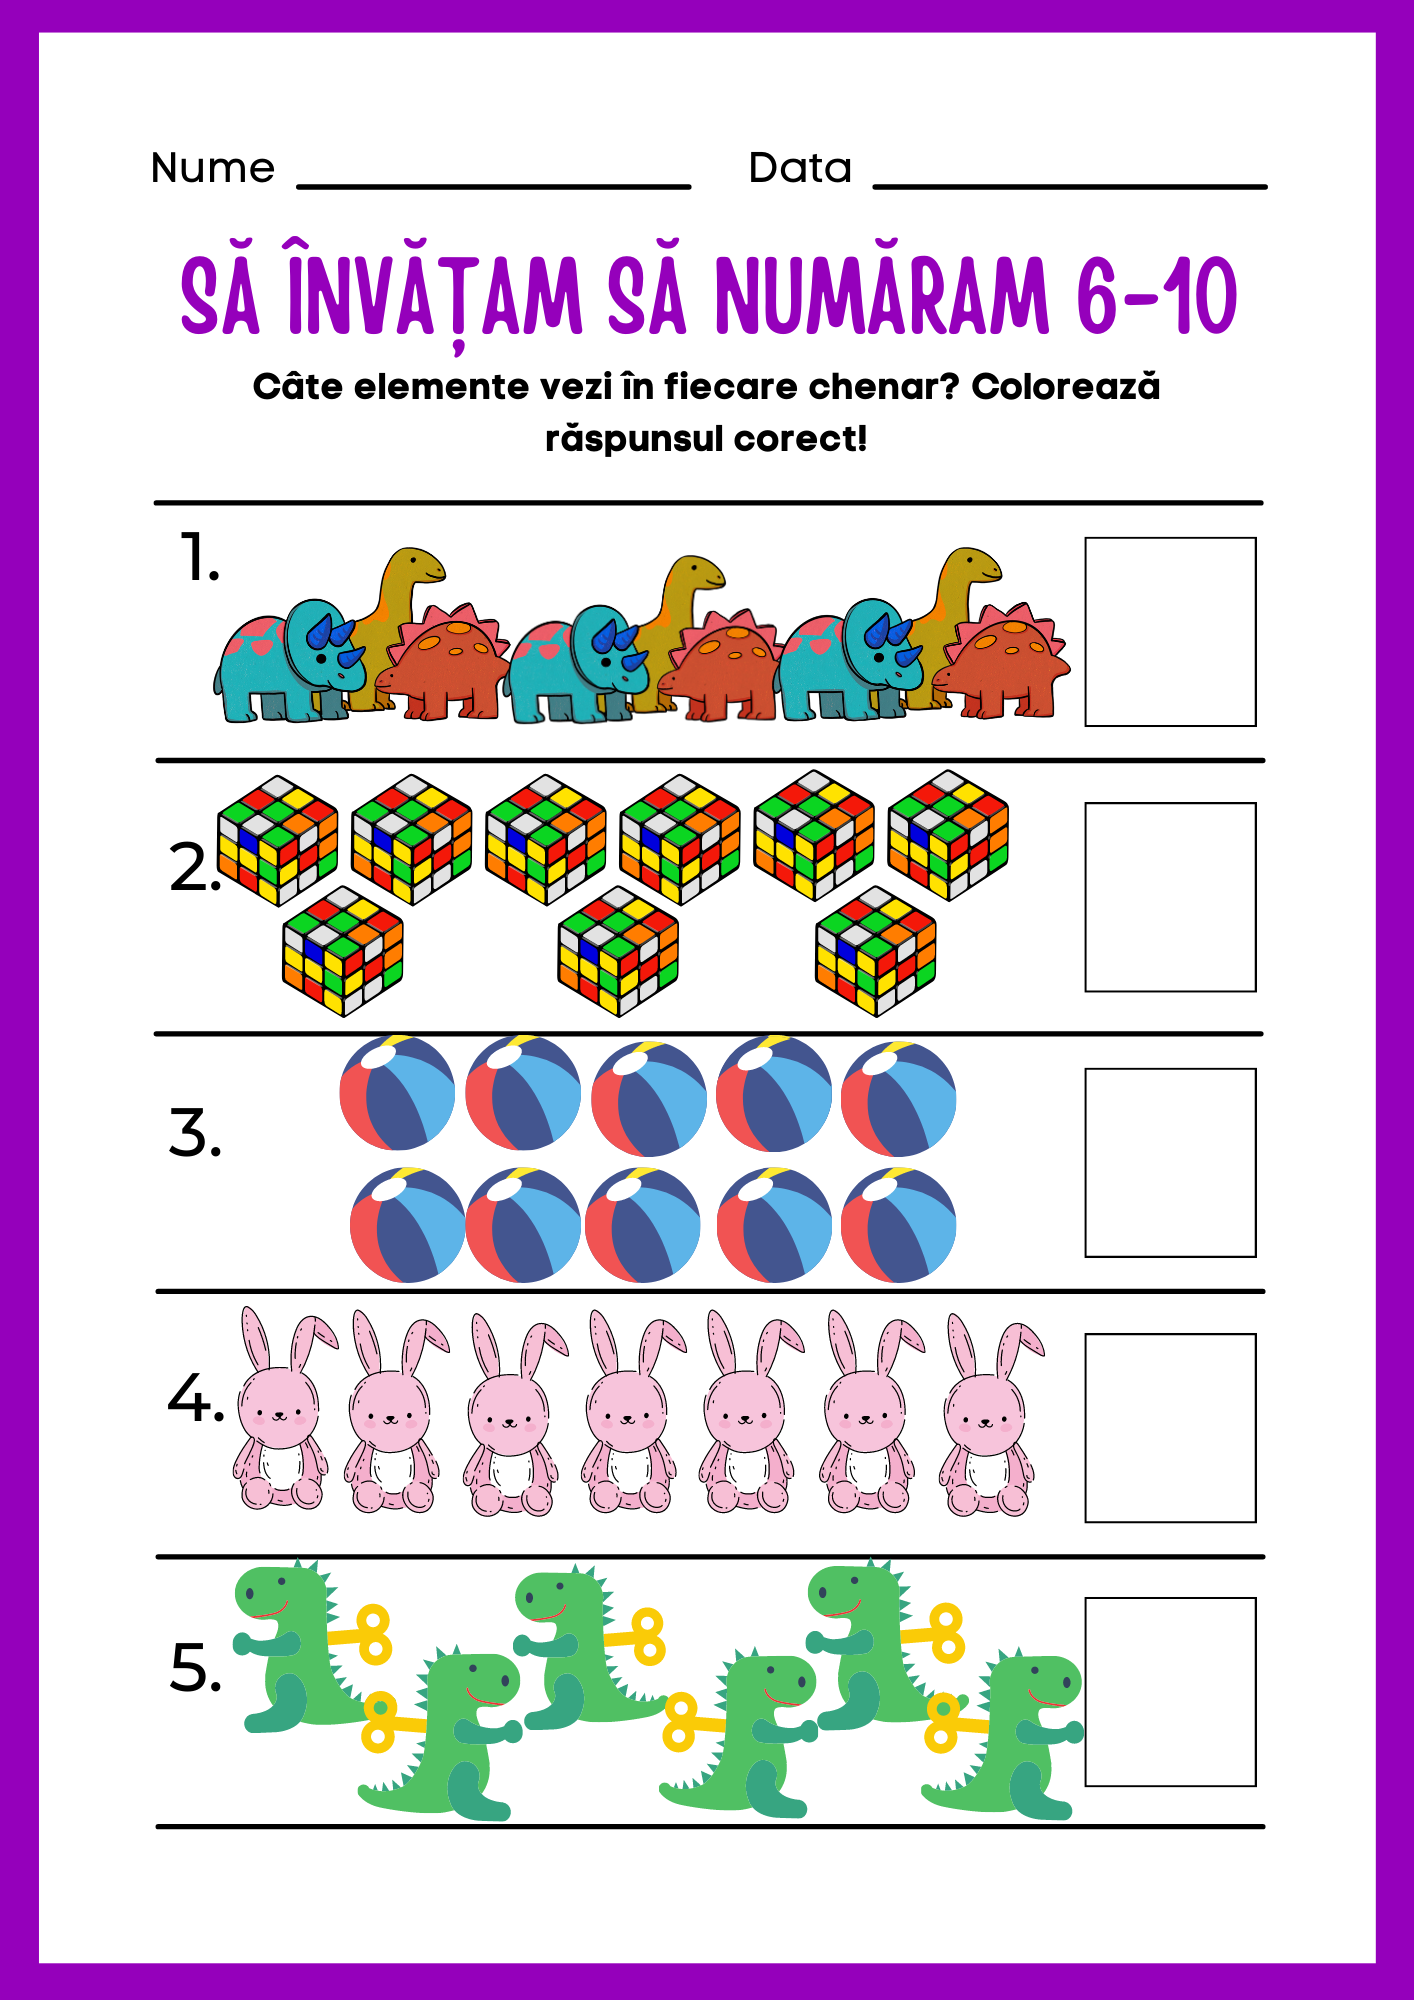 Nume Data
SĂ ÎNVĂȚAM SĂ NUMĂRAM 6-10
Câte elemente vezi în fiecare chenar? Colorează
răspunsul corect!
1.
2.
3.
4.
5.